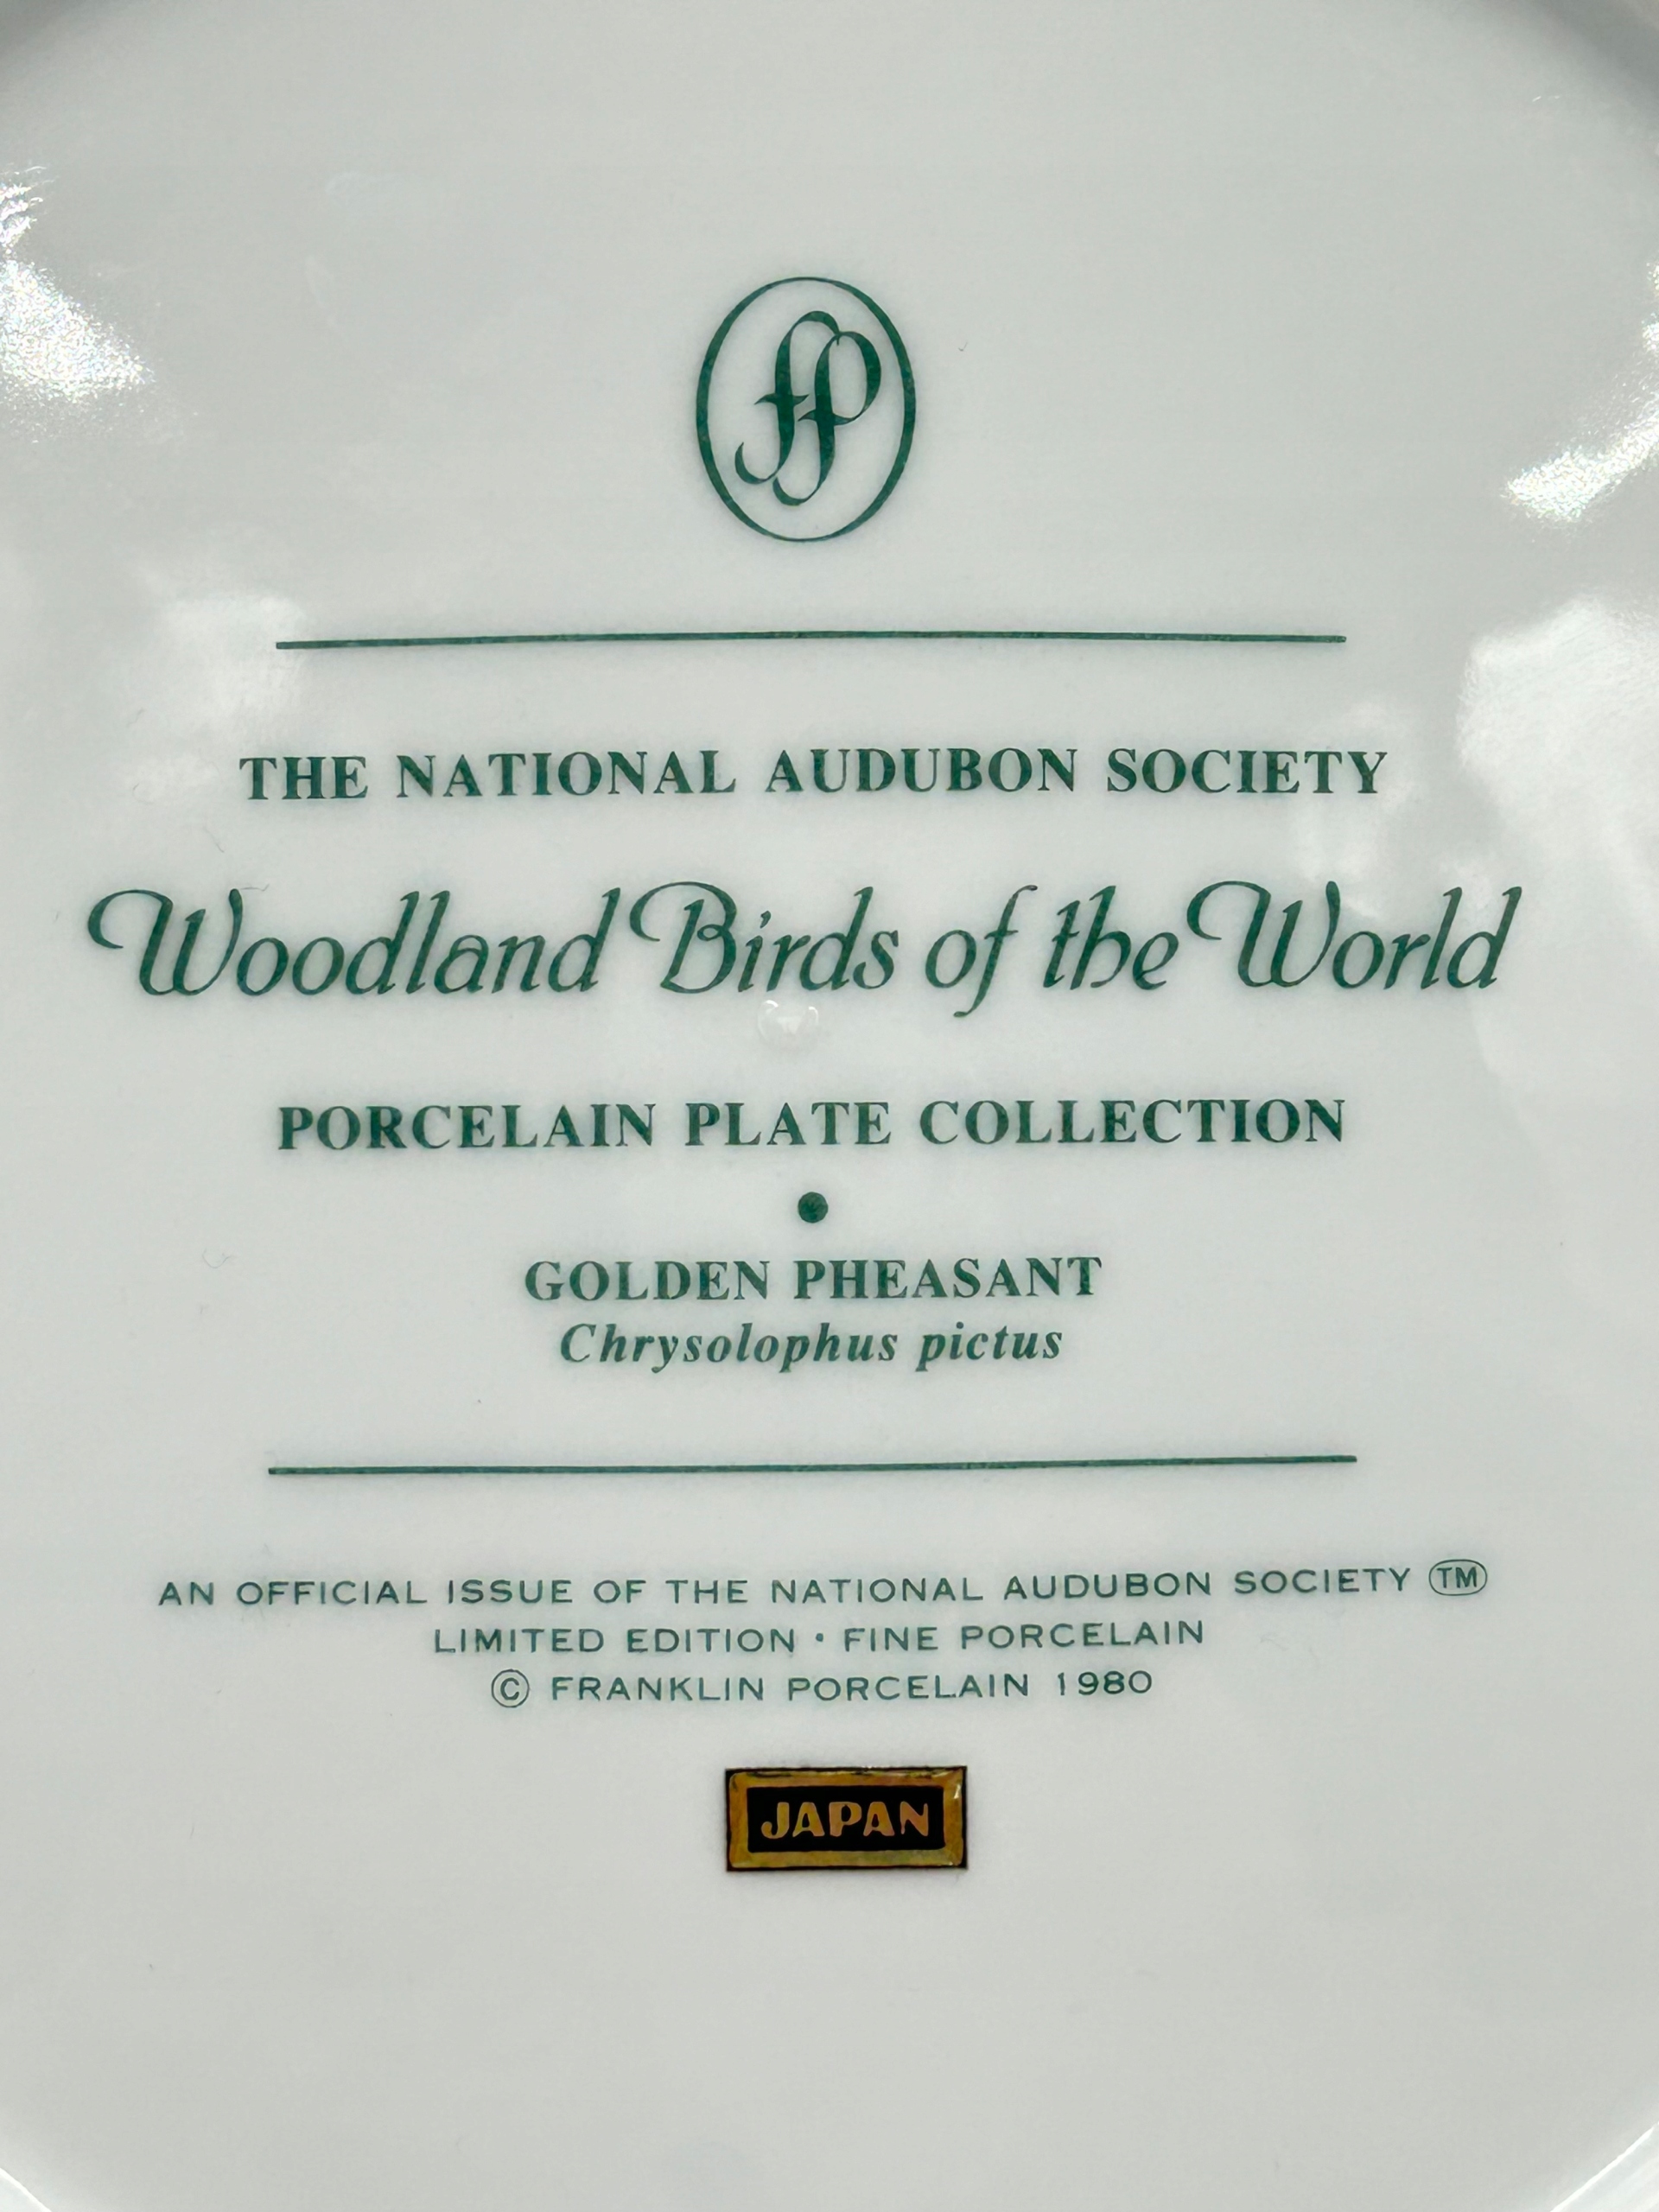 fp
THE NATIONAL AUDUBON SOCIETY
Woodland Birds of the World
PORCELAIN PLATE COLLECTION
•
GOLDEN PHEASANT
Chrysolophus pictus
AN OFFICIAL ISSUE OF THE NATIONAL AUDUBON SOCIETY ™
LIMITED EDITION • FINE PORCELAIN
© FRANKLIN PORCELAIN 1980
JAPAN